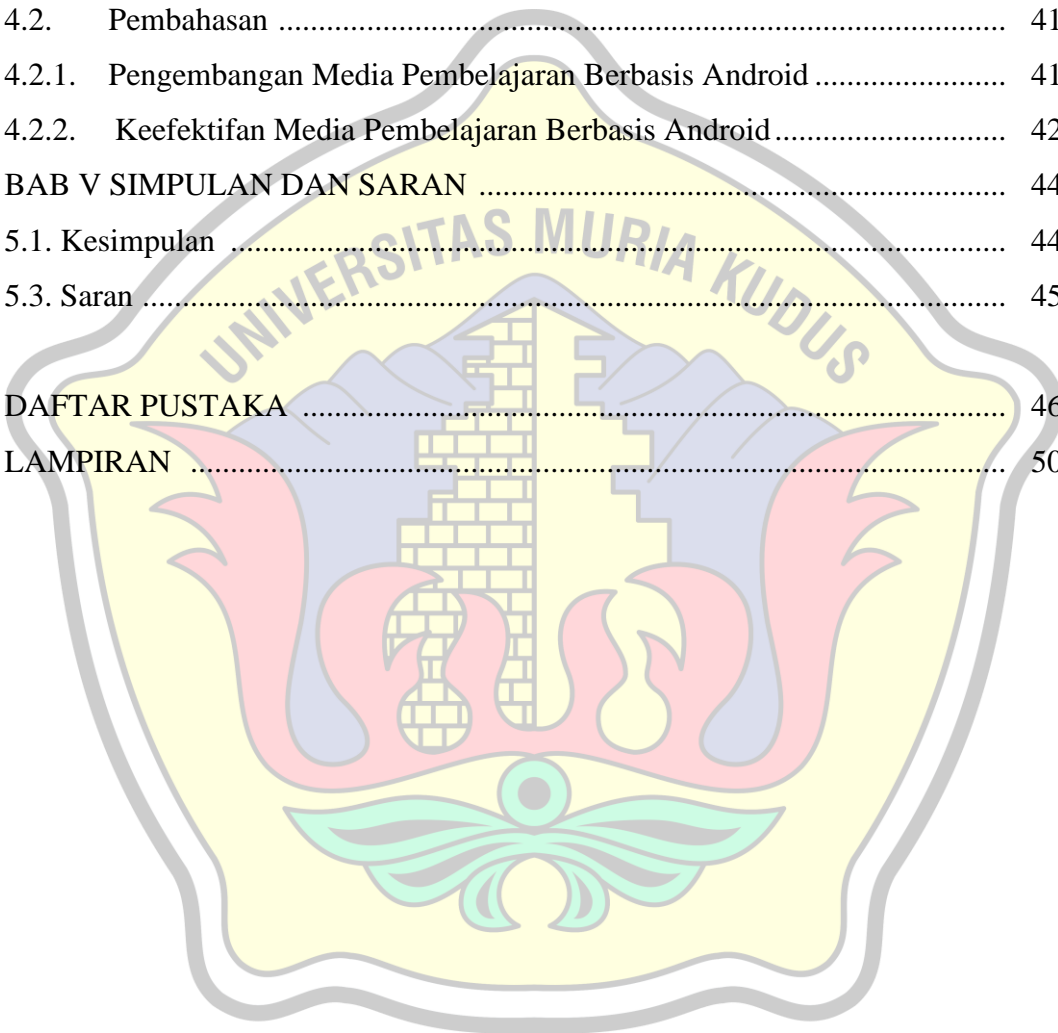 4.2. Pembahasan ........................................................................................... 41
4.2.1. Pengembangan Media Pembelajaran Berbasis Android ........................ 41
4.2.2. Keefektifan Media Pembelajaran Berbasis Android ............................. 42
BAB V SIMPULAN DAN SARAN .................................................................. 44
5.1. Kesimpulan ................................................................................................. 44
5.3. Saran ............................................................................................................ 45
UNIVERSITAS MURIA KUDUS
DAFTAR PUSTAKA ........................................................................................ 46
LAMPIRAN ...................................................................................................... 50